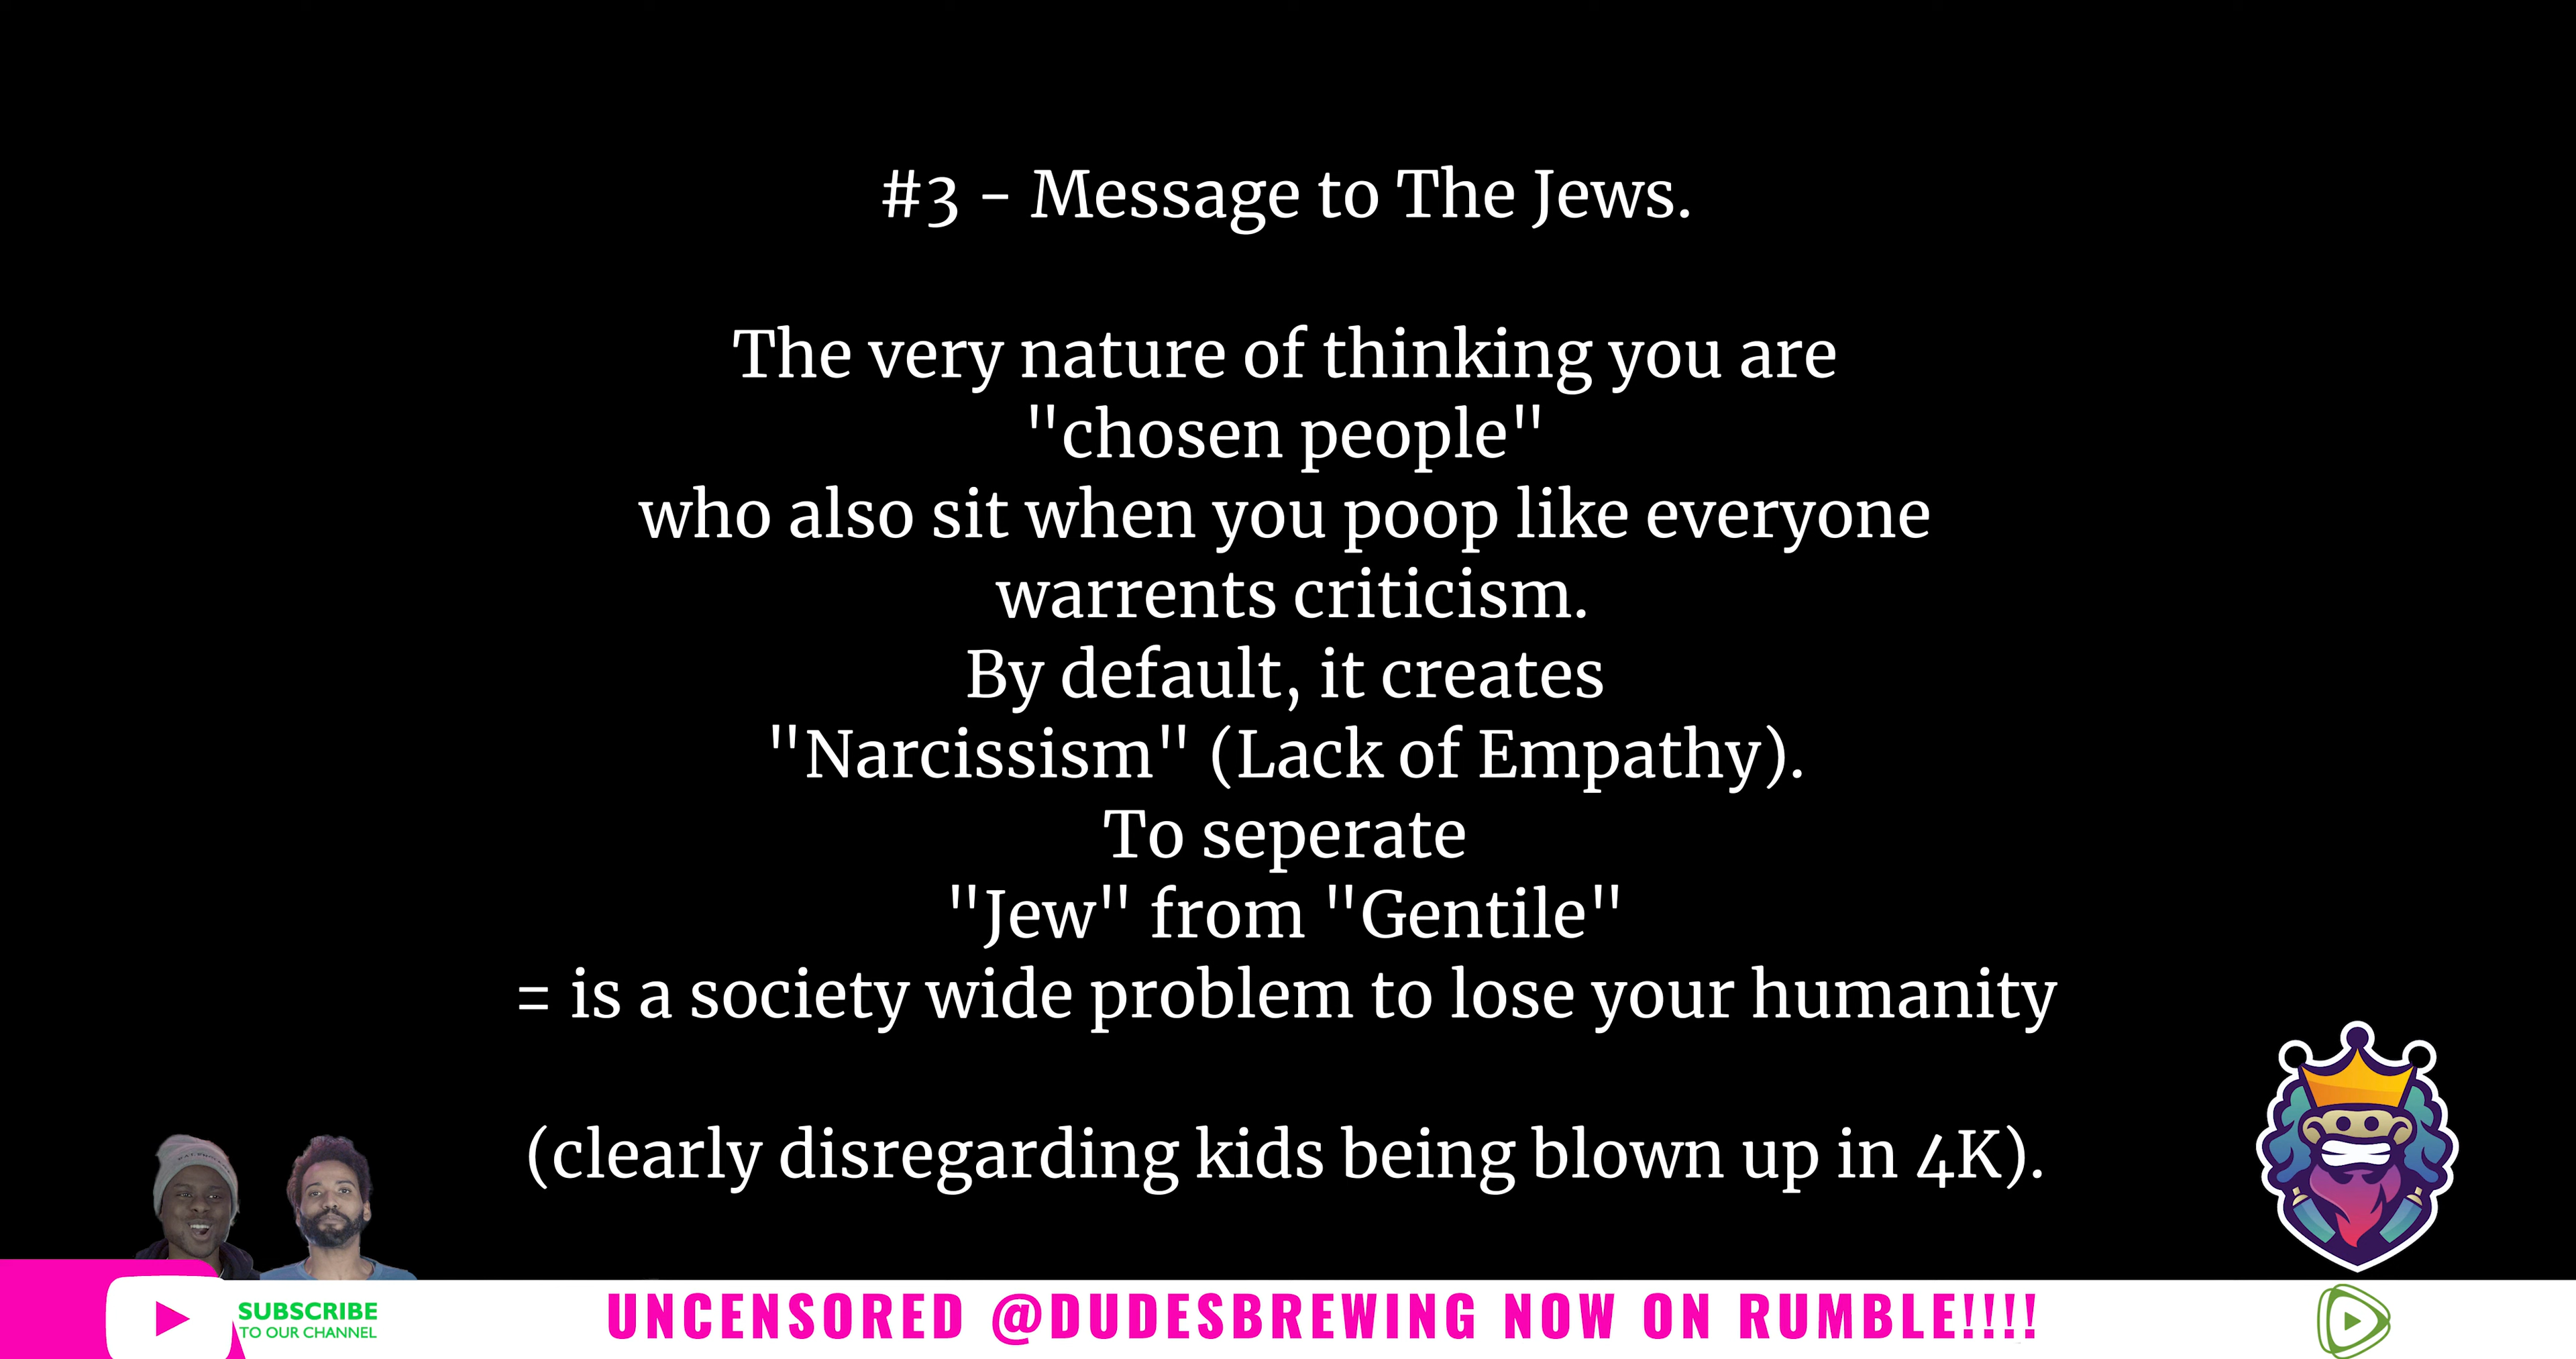 #3 - Message to The Jews.
The very nature of thinking you are
"chosen people"
who also sit when you poop like everyone
warrents criticism.
By default, it creates
"Narcissism" (Lack of Empathy).
To seperate
"Jew" from "Gentile"
= is a society wide problem to lose your humanity
(clearly disregarding kids being blown up in 4K).
SUBSCRIBE
TO OUR CHANNEL
UNCENSORED @DUDESBREWING NOW ON RUMBLE!!!!